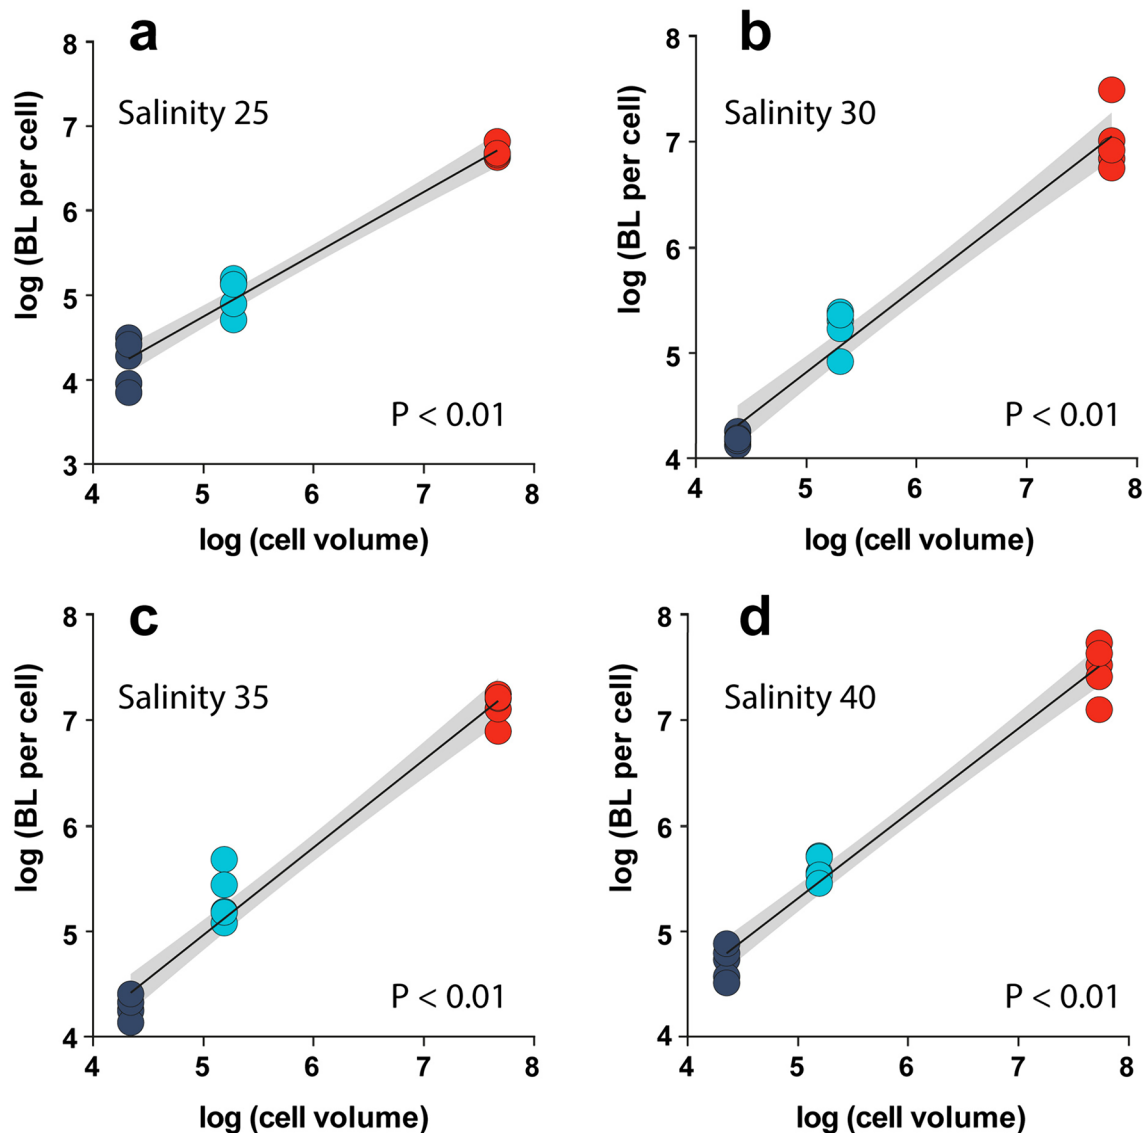 a
Salinity 25
log (BL per cell)
8
7
6
5
4
3
P < 0.01
4 5 6 7 8
log (cell volume)
b
Salinity 30
log (BL per cell)
8
7
6
5
4
P < 0.01
4 5 6 7 8
log (cell volume)
c
Salinity 35
log (BL per cell)
8
7
6
5
4
P < 0.01
4 5 6 7 8
log (cell volume)
d
Salinity 40
log (BL per cell)
8
7
6
5
4
P < 0.01
4 5 6 7 8
log (cell volume)